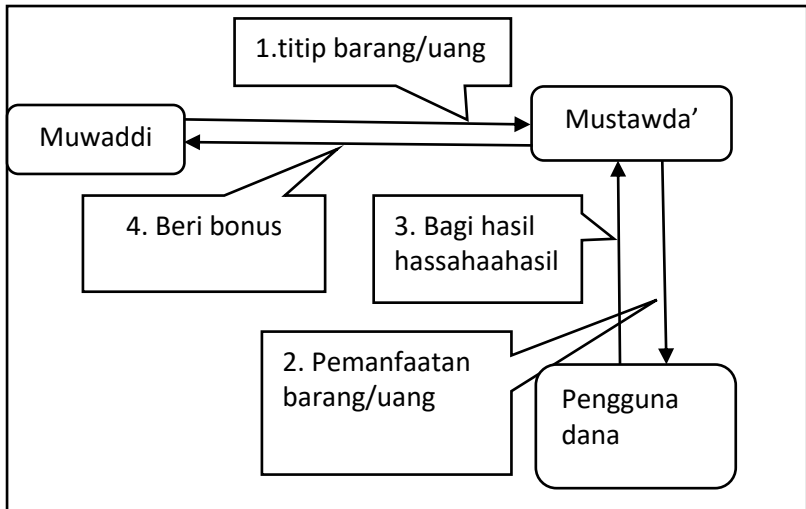 1.titip barang/uang
Muwaddi
Mustawda’
4. Beri bonus
3. Bagi hasil
hassahaahasil
2. Pemanfaatan
barang/uang
Pengguna
dana